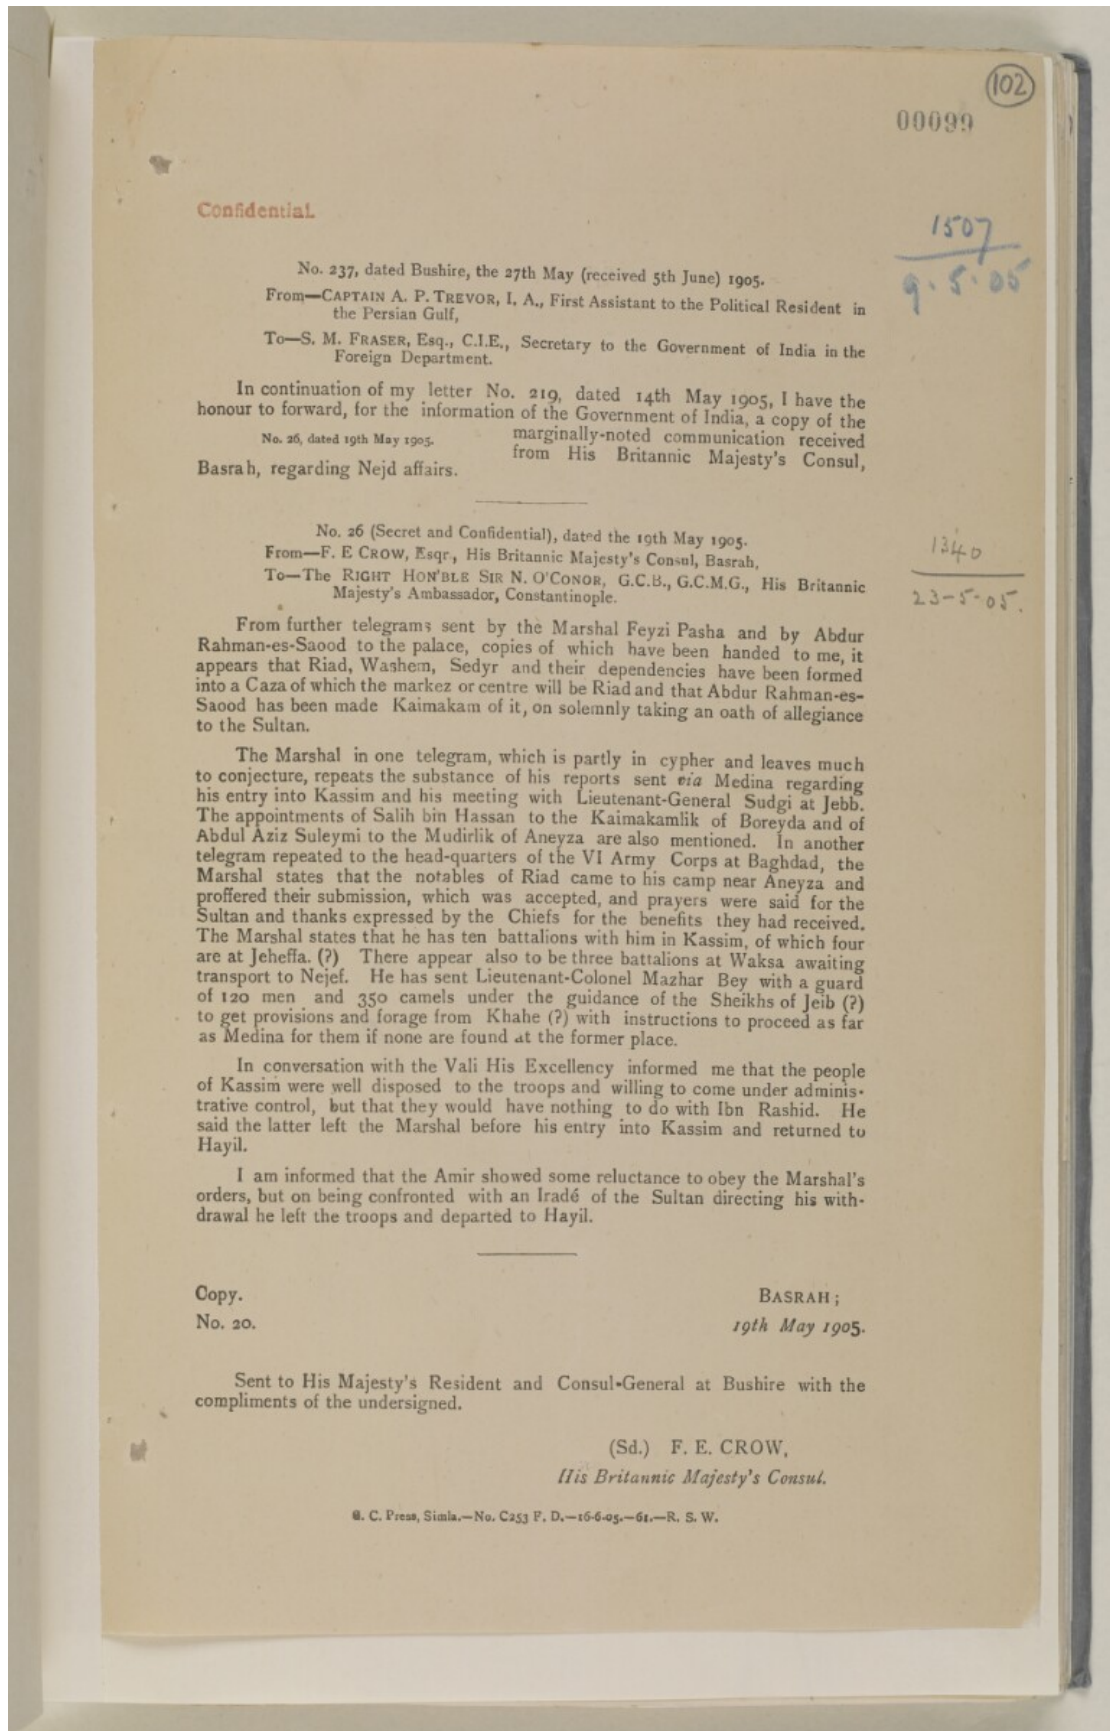 102
00099
Confidential.
1507
9.5.05
No. 237, dated Bushire, the 27th May (received 5th June) 1905.
From—CAPTAIN A. P. TREVOR, I. A., First Assistant to the Political Resident in
the Persian Gulf,
To—S. M. FRASER, Esq., C.I.E., Secretary to the Government of India in the
Foreign Department.
In continuation of my letter No. 219, dated 14th May 1905, I have the
honour to forward, for the information of the Government of India, a copy of the
No. 26, dated 19th May 1905.
marginally-noted communication received
from His Britannic Majesty's Consul,
Basrah, regarding Nejd affairs.
No. 26 (Secret and Confidential), dated the 19th May 1905.
From—F. E CROW, Esqr., His Britannic Majesty's Consul, Basrah,
To—The RIGHT HON'BLE SIR N. O'CONOR, G.C.B., G.C.M.G., His Britannic
Majesty's Ambassador, Constantinople.
1340
23-5-05.
From further telegrams sent by the Marshal Feyzi Pasha and by Abdur
Rahman-es-Saood to the palace, copies of which have been handed to me, it
appears that Riad, Washem, Sedyr and their dependencies have been formed
into a Caza of which the markez or centre will be Riad and that Abdur Rahman-es-
Saood has been made Kaimakam of it, on solemnly taking an oath of allegiance
to the Sultan.
The Marshal in one telegram, which is partly in cypher and leaves much
to conjecture, repeats the substance of his reports sent via Medina regarding
his entry into Kassim and his meeting with Lieutenant-General Sudgi at Jebb.
The appointments of Salih bin Hassan to the Kaimakamlik of Boreyda and of
Abdul Aziz Suleymi to the Mudirlik of Aneyza are also mentioned. In another
telegram repeated to the head-quarters of the VI Army Corps at Baghdad, the
Marshal states that the notables of Riad came to his camp near Aneyza and
proffered their submission, which was accepted, and prayers were said for the
Sultan and thanks expressed by the Chiefs for the benefits they had received.
The Marshal states that he has ten battalions with him in Kassim, of which four
are at Jeheffa. (?) There appear also to be three battalions at Waksa awaiting
transport to Nejef. He has sent Lieutenant-Colonel Mazhar Bey with a guard
of 120 men and 350 camels under the guidance of the Sheikhs of Jeib (?)
to get provisions and forage from Khahe (?) with instructions to proceed as far
as Medina for them if none are found at the former place.
In conversation with the Vali His Excellency informed me that the people
of Kassim were well disposed to the troops and willing to come under adminis-
trative control, but that they would have nothing to do with Ibn Rashid. He
said the latter left the Marshal before his entry into Kassim and returned to
Hayil.
I am informed that the Amir showed some reluctance to obey the Marshal's
orders, but on being confronted with an Iradé of the Sultan directing his with-
drawal he left the troops and departed to Hayil.
Copy.
BASRAH;
No. 20.
19th May 1905.
Sent to His Majesty's Resident and Consul-General at Bushire with the
compliments of the undersigned.
(Sd.) F. E. CROW,
His Britannic Majesty's Consul.
G. C. Press, Simla.—No. C253 F. D.—16-6-05.—61.—R. S. W.